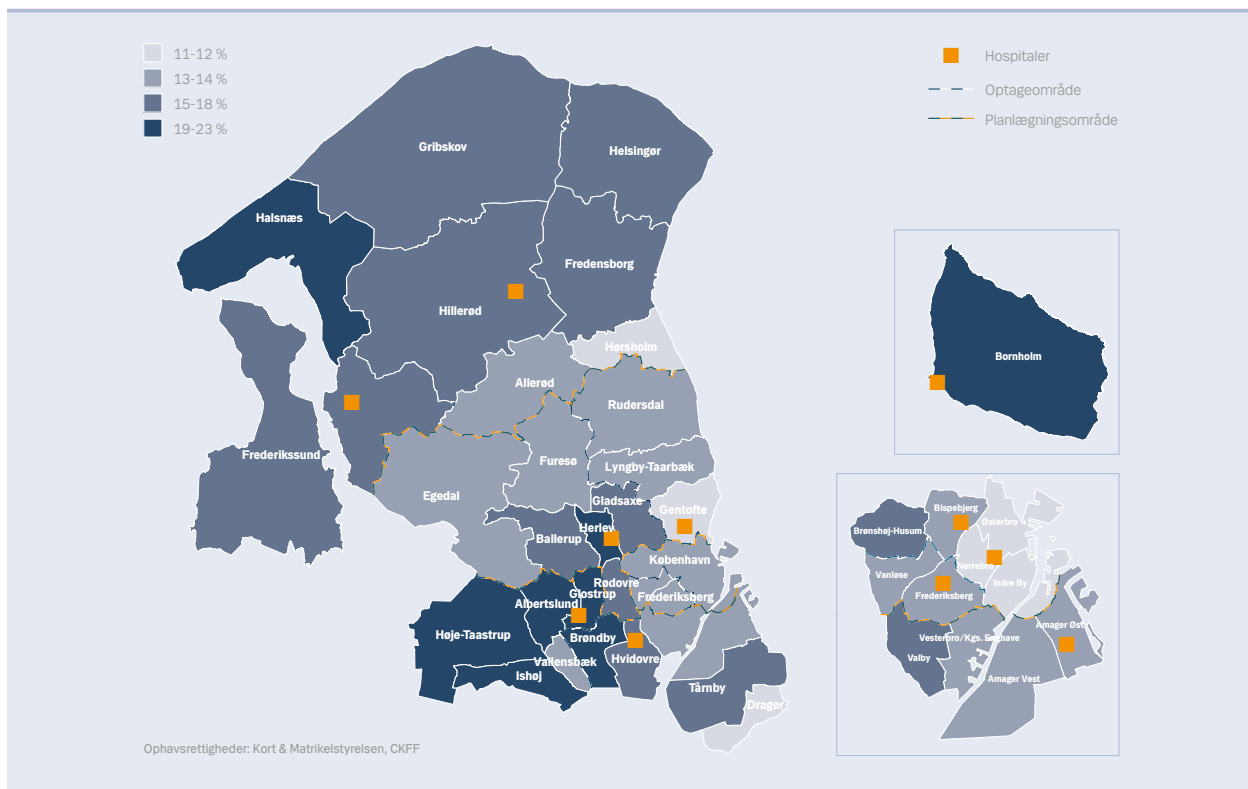 11-12 %
13-14 %
15-18 %
19-23 %
Hospitaler
Optageområde
Planlægningsområde
Gribskov
Helsingør
Halsnæs
Fredensborg
Hillerød
Hørsholm
Allerød
Rudersdal
Frederikssund
Furesø
Lyngby-Taarbæk
Egedal
Gladsaxe
Gentofte
Herlev
Ballerup
København
Rødovre
Glostrup
Frederiksberg
Albertslund
Høje-Taastrup
Brøndby
Hvidovre
Vallensbæk
Ishøj
Tårnby
Dragør
Bornholm
Bispebjerg
Østerbro
Brønshøj-Husum
Nørrebro
Vanløse
Indre By
Frederiksberg
Amager Øst
Vesterbro/Kgs. Enghave
Valby
Amager Vest
Ophavsrettigheder: Kort & Matrikelstyrelsen, CKFF